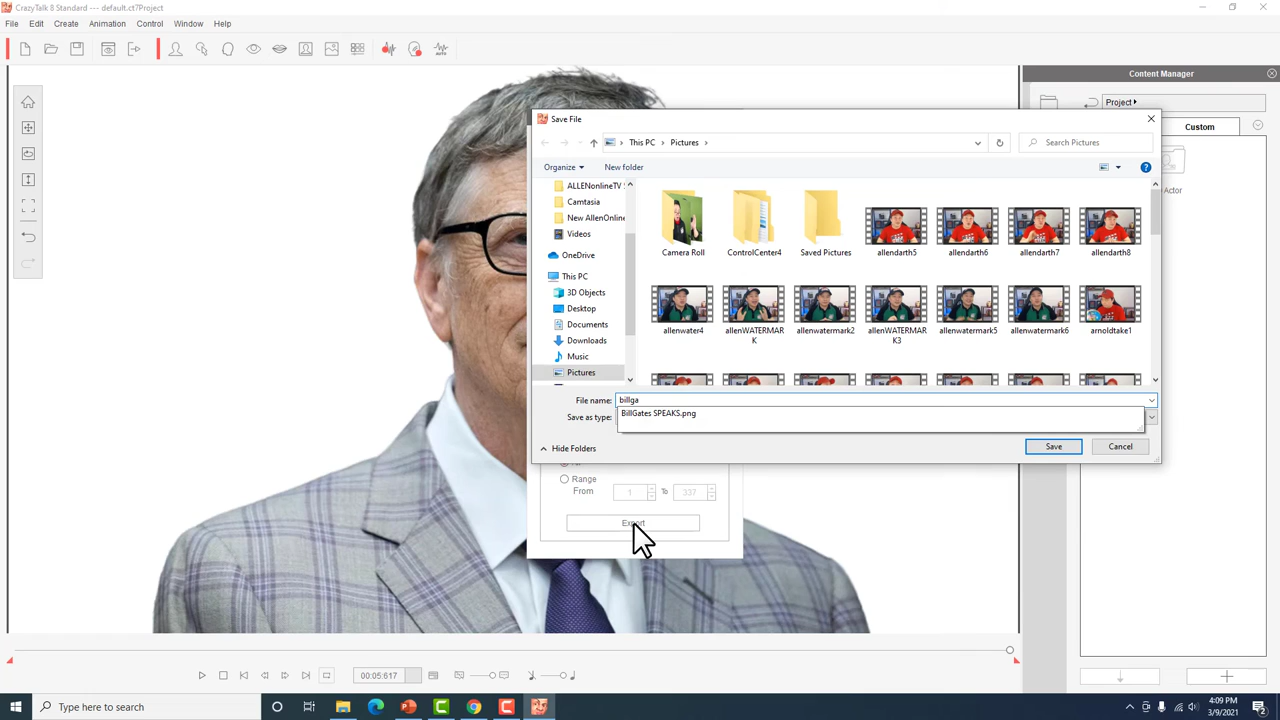 CrazyTalk 8 Standard --- default.ct7Project
File Edit Create Animation Control Window Help
Content Manager
Project
Custom
Actor
Save File
This PC > Pictures >
Search Pictures
Organize
New folder
ALLENonlineTV
Camtasia
New AllenOnline
Videos
OneDrive
This PC
3D Objects
Desktop
Documents
Downloads
Music
Pictures
Camera Roll
ControlCenter4
Saved Pictures
allendarth5
allendarth6
allendarth7
allendarth8
allenwater4
allenWATERMAR
K
allenwatermark2
allenWATERMAR
K3
allenwatermark5
allenwatermark6
arnoldtake1
File name: billga
BillGates SPEAKS.png
Save as type:
Hide Folders
Save
Cancel
Range
From 1 To 337
Export
00:05:617
Type here to search
4:09 PM
3/9/2021